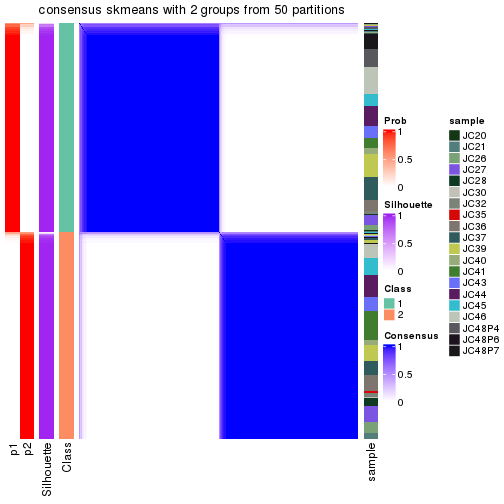 consensus skmeans with 2 groups from 50 partitions
Prob
1
0.5
0
Silhouette
1
0.5
0
Class
1
2
Consensus
1
0.5
0
sample
JC20
JC21
JC26
JC27
JC28
JC30
JC32
JC35
JC36
JC37
JC39
JC40
JC41
JC43
JC44
JC45
JC46
JC48P4
JC48P6
JC48P7
p1
p2
Silhouette
Class
sample